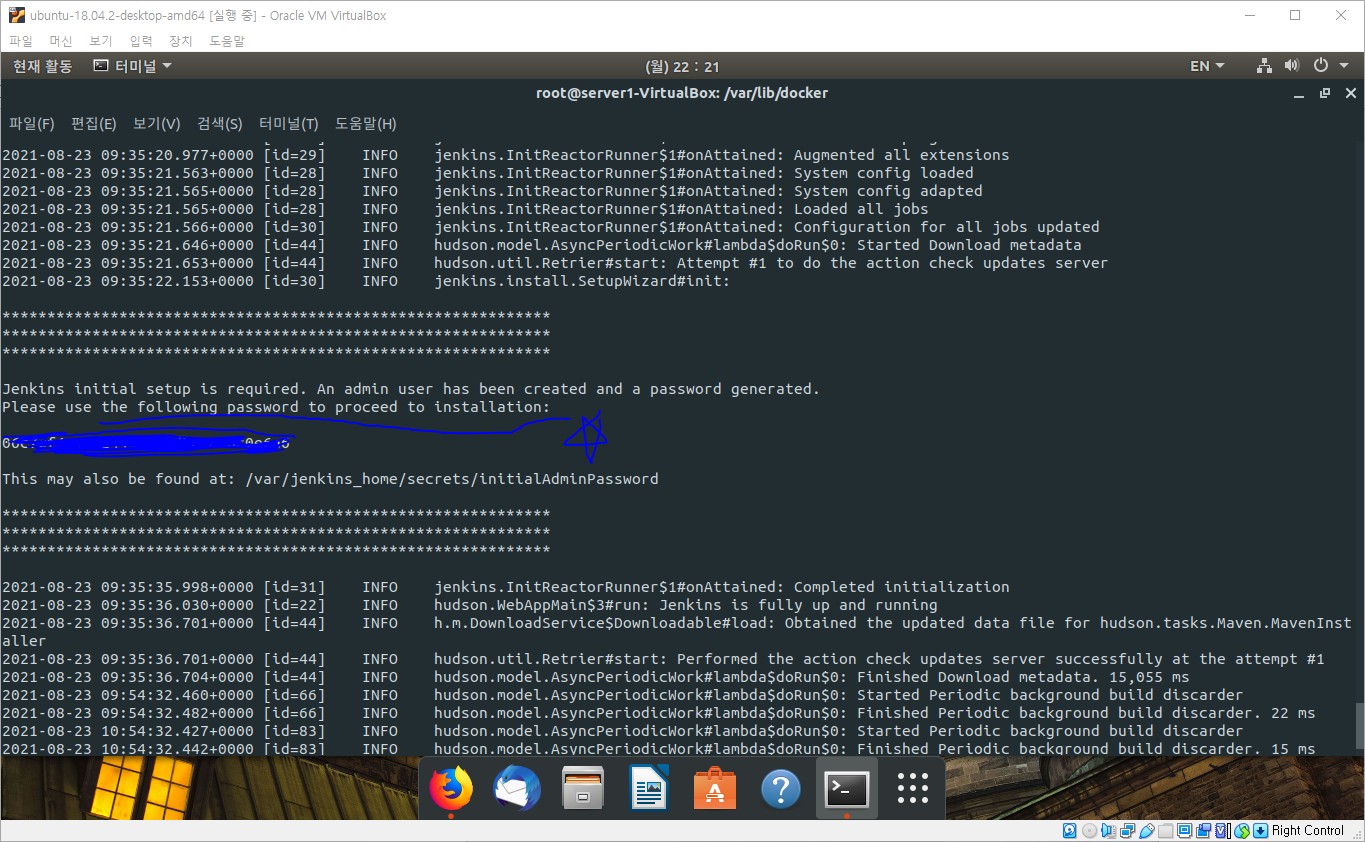 ubuntu-18.04.2-desktop-amd64 [실행 중] - Oracle VM VirtualBox
파일 머신 보기 입력 장치 도움말
현재 활동 터미널 (월) 22 : 21 EN
root@server1-VirtualBox: /var/lib/docker
파일(F) 편집(E) 보기(V) 검색(S) 터미널(T) 도움말(H)
2021-08-23 09:35:20.977+0000 [id=29] INFO jenkins.InitReactorRunner$1#onAttained: Augmented all extensions
2021-08-23 09:35:21.563+0000 [id=28] INFO jenkins.InitReactorRunner$1#onAttained: System config loaded
2021-08-23 09:35:21.565+0000 [id=28] INFO jenkins.InitReactorRunner$1#onAttained: System config adapted
2021-08-23 09:35:21.565+0000 [id=28] INFO jenkins.InitReactorRunner$1#onAttained: Loaded all jobs
2021-08-23 09:35:21.566+0000 [id=30] INFO jenkins.InitReactorRunner$1#onAttained: Configuration for all jobs updated
2021-08-23 09:35:21.646+0000 [id=44] INFO hudson.model.AsyncPeriodicWork#lambda$doRun$0: Started Download metadata
2021-08-23 09:35:21.653+0000 [id=44] INFO hudson.util.Retrier#start: Attempt #1 to do the action check updates server
2021-08-23 09:35:22.153+0000 [id=30] INFO jenkins.install.SetupWizard#init:
*************************************************************
*************************************************************
*************************************************************
Jenkins initial setup is required. An admin user has been created and a password generated.
Please use the following password to proceed to installation:
This may also be found at: /var/jenkins_home/secrets/initialAdminPassword
*************************************************************
*************************************************************
*************************************************************
2021-08-23 09:35:35.998+0000 [id=31] INFO jenkins.InitReactorRunner$1#onAttained: Completed initialization
2021-08-23 09:35:36.030+0000 [id=22] INFO hudson.WebAppMain$3#run: Jenkins is fully up and running
2021-08-23 09:35:36.701+0000 [id=44] INFO h.m.DownloadService$Downloadable#load: Obtained the updated data file for hudson.tasks.Maven.MavenInst
aller
2021-08-23 09:35:36.701+0000 [id=44] INFO hudson.util.Retrier#start: Performed the action check updates server successfully at the attempt #1
2021-08-23 09:35:36.704+0000 [id=44] INFO hudson.model.AsyncPeriodicWork#lambda$doRun$0: Finished Download metadata. 15,055 ms
2021-08-23 09:54:32.460+0000 [id=66] INFO hudson.model.AsyncPeriodicWork#lambda$doRun$0: Started Periodic background build discarder
2021-08-23 09:54:32.482+0000 [id=66] INFO hudson.model.AsyncPeriodicWork#lambda$doRun$0: Finished Periodic background build discarder. 22 ms
2021-08-23 10:54:32.427+0000 [id=83] INFO hudson.model.AsyncPeriodicWork#lambda$doRun$0: Started Periodic background build discarder
2021-08-23 10:54:32.442+0000 [id=83] INFO hudson.model.AsyncPeriodicWork#lambda$doRun$0: Finished Periodic background build discarder. 15 ms
Right Control